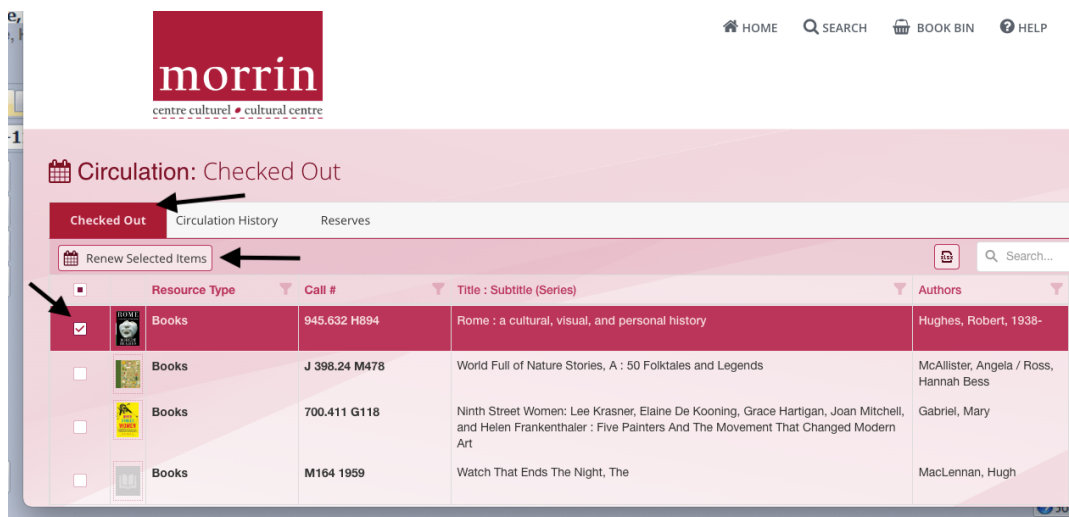 HOME SEARCH BOOK BIN HELP
morrin
centre culturel • cultural centre
Circulation: Checked Out
Checked Out Circulation History Reserves
Renew Selected Items Search...
Resource Type Call # Title : Subtitle (Series) Authors
Books 945.632 H894 Rome : a cultural, visual, and personal history Hughes, Robert, 1938-
Books J 398.24 M478 World Full of Nature Stories, A : 50 Folktales and Legends McAllister, Angela / Ross,
Hannah Bess
Books 700.411 G118 Ninth Street Women: Lee Krasner, Elaine De Kooning, Grace Hartigan, Joan Mitchell, Gabriel, Mary
and Helen Frankenthaler : Five Painters And The Movement That Changed Modern
Art
Books M164 1959 Watch That Ends The Night, The MacLennan, Hugh